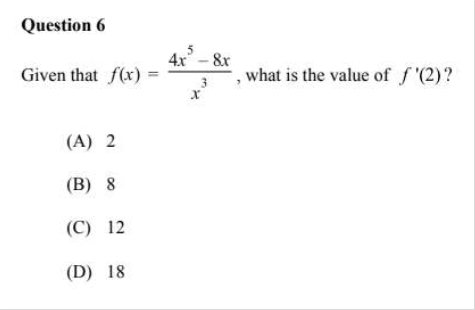 Question 6
Given that f(x) = \frac{4x^5 - 8x}{x^3}, what is the value of f '(2)?
(A) 2
(B) 8
(C) 12
(D) 18